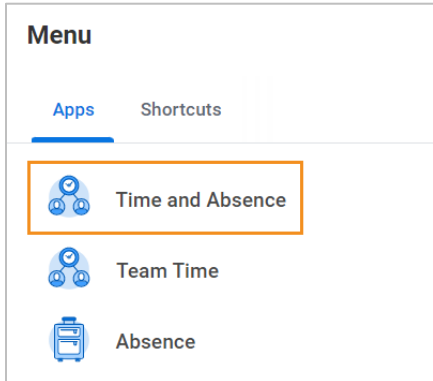 Menu
Apps Shortcuts
Time and Absence
Team Time
Absence